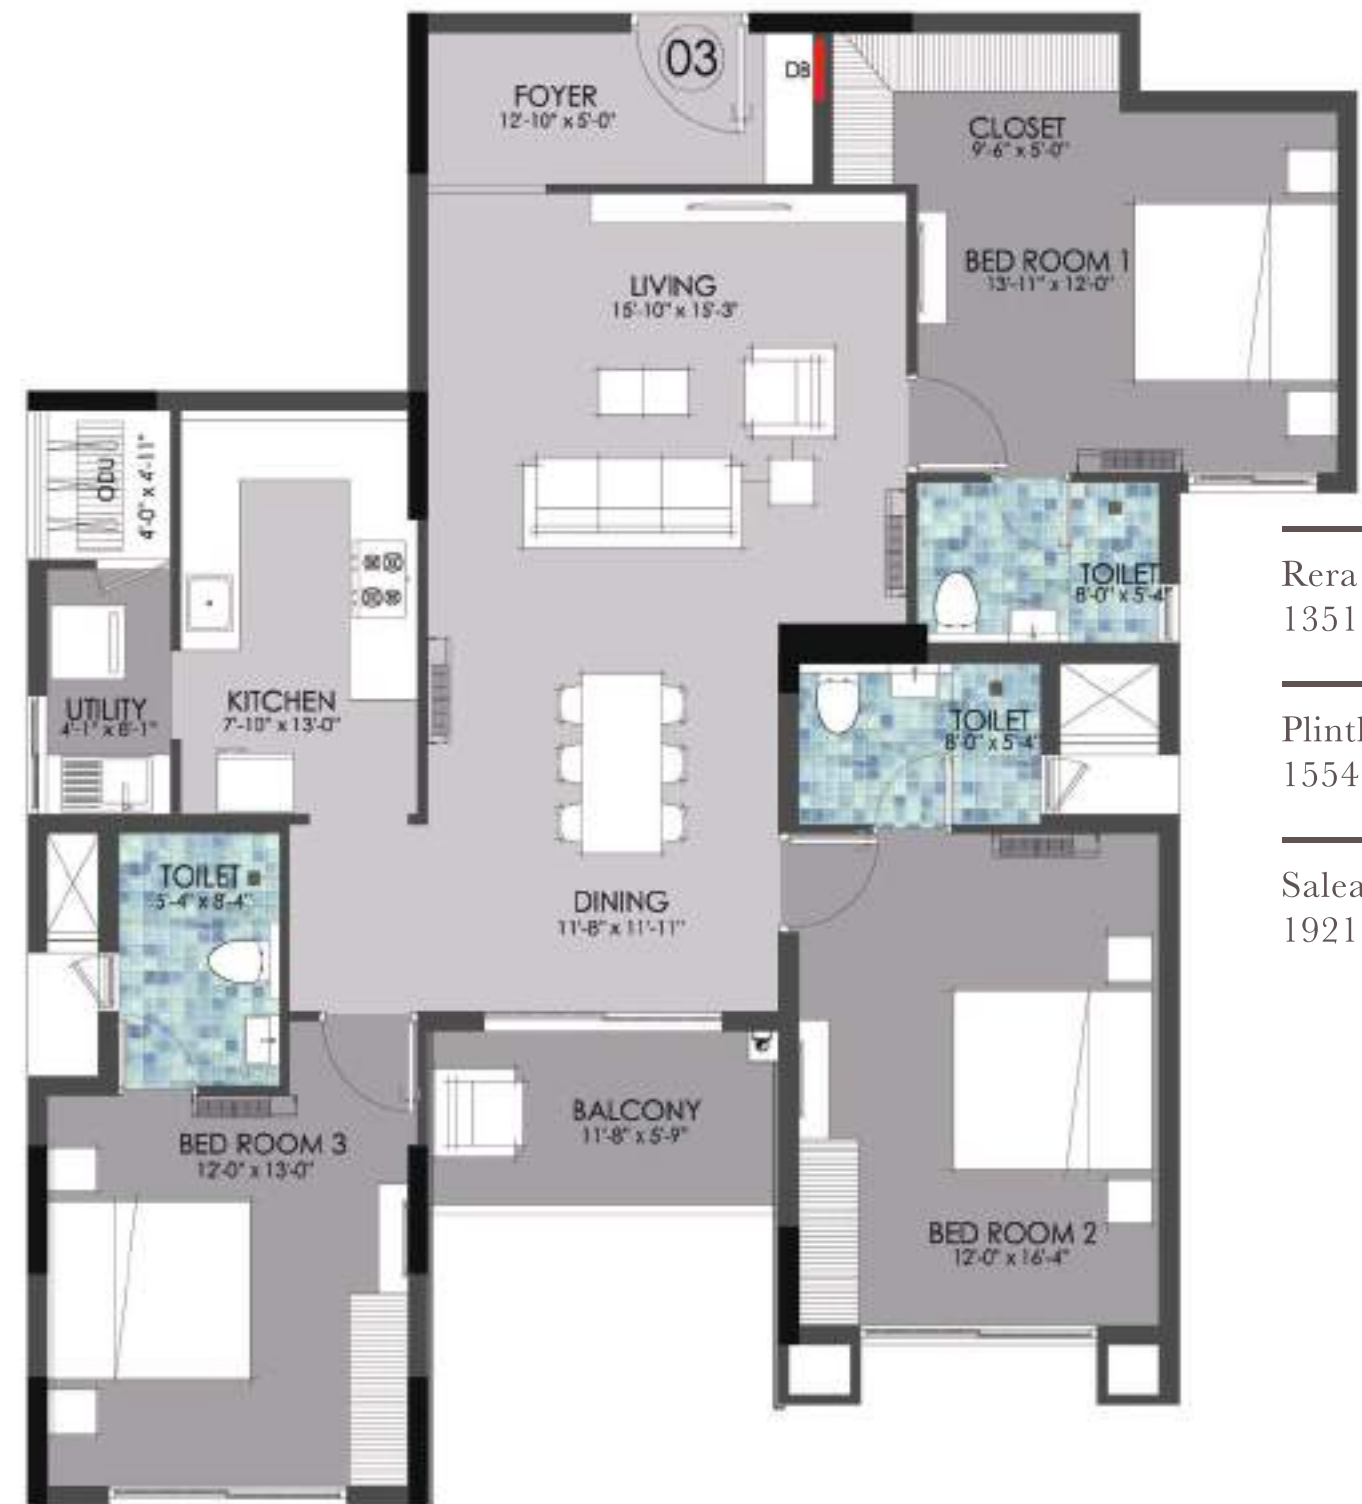 03
DB
FOYER
12'-10" x 5'-0"
CLOSET
9'-6" x 5'-0"
BED ROOM 1
13'-11" x 12'-0"
LIVING
15'-10" x 15'-3"
ODU
4'-0" x 4'-11"
TOILET
8'-0" x 5'-4"
Rera
1351
UTILITY
4'-1" x 8'-1"
KITCHEN
7'-10" x 13'-0"
TOILET
8'-0" x 5'-4"
Plinth
1554
TOILET
5'-4" x 8'-4"
DINING
11'-8" x 11'-11"
Salea
1921
BALCONY
11'-8" x 5'-9"
BED ROOM 3
12'-0" x 13'-0"
BED ROOM 2
12'-0" x 16'-4"